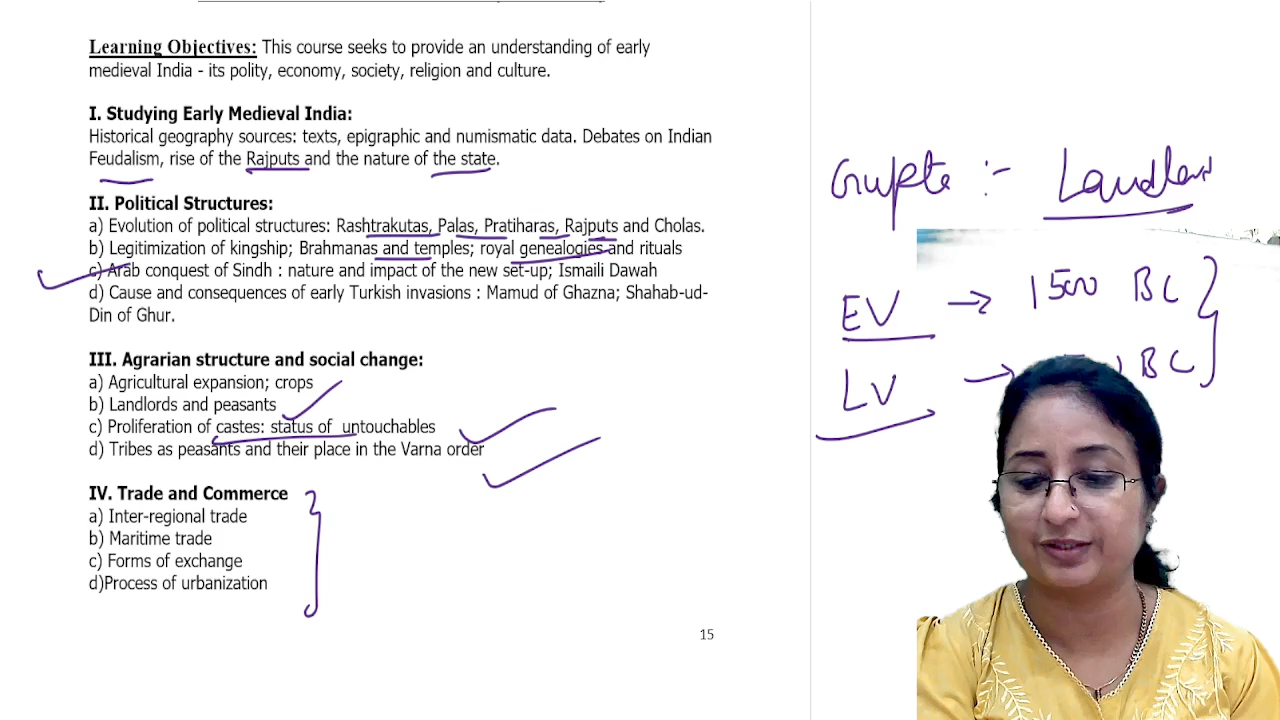 Learning Objectives: This course seeks to provide an understanding of early
medieval India - its polity, economy, society, religion and culture.
I. Studying Early Medieval India:
Historical geography sources: texts, epigraphic and numismatic data. Debates on Indian
Feudalism, rise of the Rajputs and the nature of the state.
II. Political Structures:
a) Evolution of political structures: Rashtrakutas, Palas, Pratiharas, Rajputs and Cholas.
b) Legitimization of kingship; Brahmanas and temples; royal genealogies and rituals
c) Arab conquest of Sindh : nature and impact of the new set-up; Ismaili Dawah
d) Cause and consequences of early Turkish invasions : Mamud of Ghazna; Shahab-ud-
Din of Ghur.
III. Agrarian structure and social change:
a) Agricultural expansion; crops
b) Landlords and peasants
c) Proliferation of castes: status of untouchables
d) Tribes as peasants and their place in the Varna order
IV. Trade and Commerce
a) Inter-regional trade
b) Maritime trade
c) Forms of exchange
d)Process of urbanization
15
Gupta :-
EV → 1500 BC
LV → BC